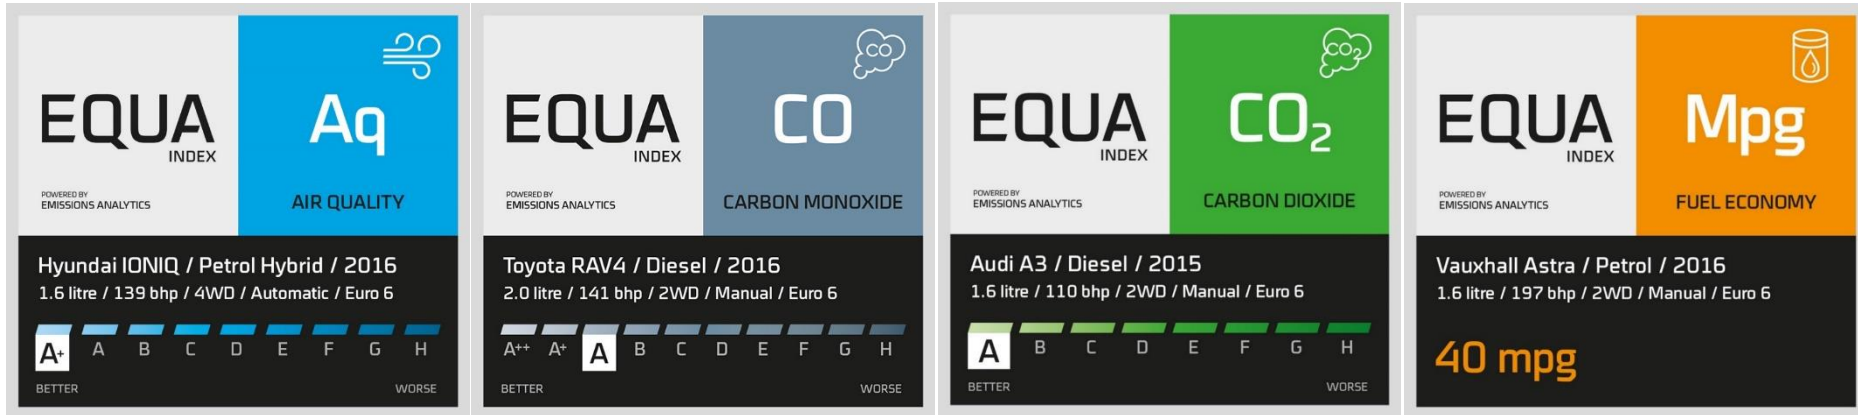 EQUA
INDEX
POWERED BY
EMISSIONS ANALYTICS
Aq
AIR QUALITY
Hyundai IONIQ / Petrol Hybrid / 2016
1.6 litre / 139 bhp / 4WD / Automatic / Euro 6
A+ A B C D E F G H
BETTER WORSE
EQUA
INDEX
POWERED BY
EMISSIONS ANALYTICS
CO
CO
CARBON MONOXIDE
Toyota RAV4 / Diesel / 2016
2.0 litre / 141 bhp / 2WD / Manual / Euro 6
A++ A+ A B C D E F G H
BETTER WORSE
EQUA
INDEX
POWERED BY
EMISSIONS ANALYTICS
CO2
CO2
CARBON DIOXIDE
Audi A3 / Diesel / 2015
1.6 litre / 110 bhp / 2WD / Manual / Euro 6
A B C D E F G H
BETTER WORSE
EQUA
INDEX
POWERED BY
EMISSIONS ANALYTICS
Mpg
FUEL ECONOMY
Vauxhall Astra / Petrol / 2016
1.6 litre / 197 bhp / 2WD / Manual / Euro 6
40 mpg